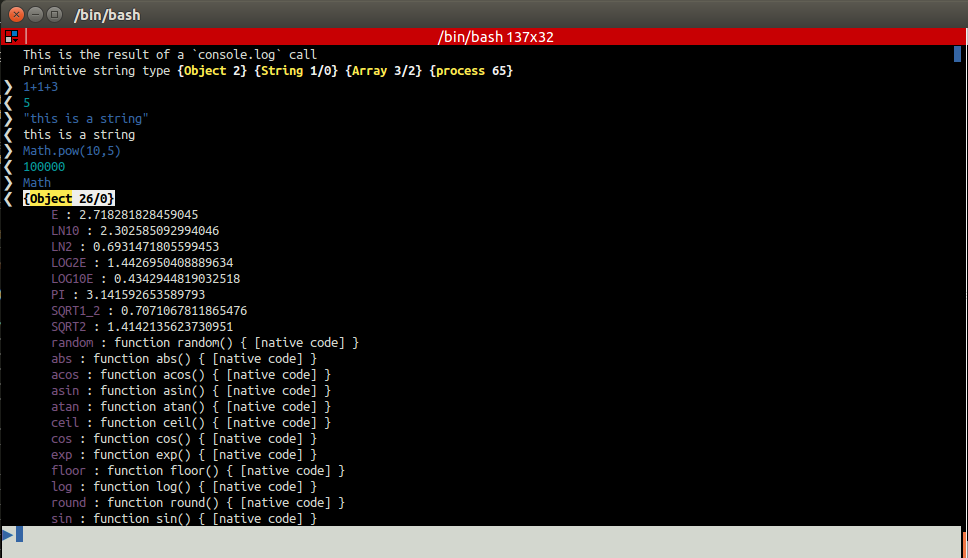 /bin/bash
/bin/bash 137x32
This is the result of a `console.log` call
Primitive string type {Object 2} {String 1/0} {Array 3/2} {process 65}
❯ 1+1+3
❮ 5
❯ "this is a string"
❮ this is a string
❯ Math.pow(10,5)
❮ 100000
❯ Math
❮ {Object 26/0}
E : 2.718281828459045
LN10 : 2.302585092994046
LN2 : 0.6931471805599453
LOG2E : 1.4426950408889634
LOG10E : 0.4342944819032518
PI : 3.141592653589793
SQRT1_2 : 0.7071067811865476
SQRT2 : 1.4142135623730951
random : function random() { [native code] }
abs : function abs() { [native code] }
acos : function acos() { [native code] }
asin : function asin() { [native code] }
atan : function atan() { [native code] }
ceil : function ceil() { [native code] }
cos : function cos() { [native code] }
exp : function exp() { [native code] }
floor : function floor() { [native code] }
log : function log() { [native code] }
round : function round() { [native code] }
sin : function sin() { [native code] }